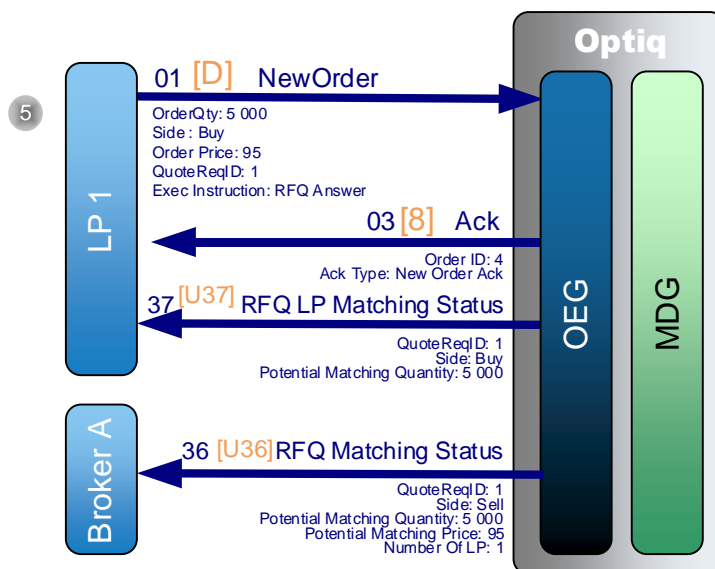 Optiq
5
LP 1
01 [D] NewOrder
OrderQty: 5 000
Side : Buy
Order Price: 95
QuoteReqID: 1
Exec Instruction: RFQ Answer
03 [8] Ack
Order ID: 4
Ack Type: New Order Ack
37 [U37] RFQ LP Matching Status
QuoteReqID: 1
Side: Buy
Potential Matching Quantity: 5 000
OEG
MDG
Broker A
36 [U36] RFQ Matching Status
QuoteReqID: 1
Side: Sell
Potential Matching Quantity: 5 000
Potential Matching Price: 95
Number Of LP: 1